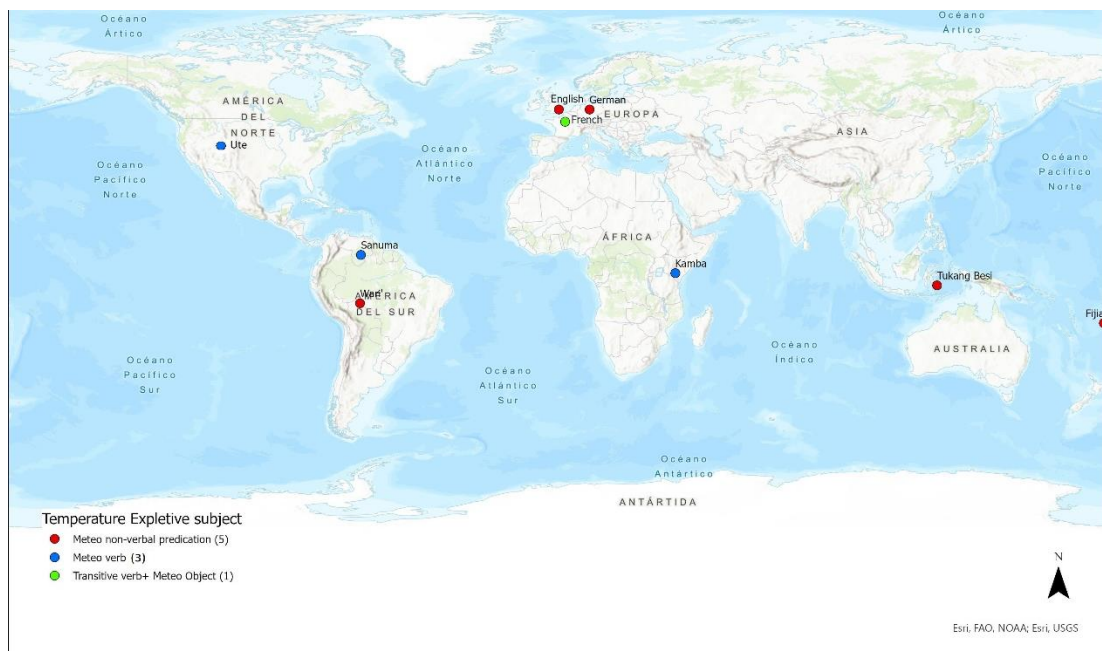 Océano
Ártico
Océano
Ártico
AMÉRICA
DEL
NORTE
English
German
French
EUROPA
ASIA
Ute
Océano
Pacífico
Norte
Océano
Atlántico
Norte
Océano
Pacífico
Norte
ÁFRICA
Sanuma
Kamba
Tukang Besi
Wari'
AMÉRICA
DEL SUR
Fijia
Océano
Índico
AUSTRALIA
Océano
Pacífico
Sur
Océano
Atlántico
Sur
Océano
Antártico
ANTÁRTIDA
Temperature Expletive subject
Meteo non-verbal predication (5)
Meteo verb (3)
Transitive verb+ Meteo Object (1)
N
Esri, FAO, NOAA; Esri, USGS